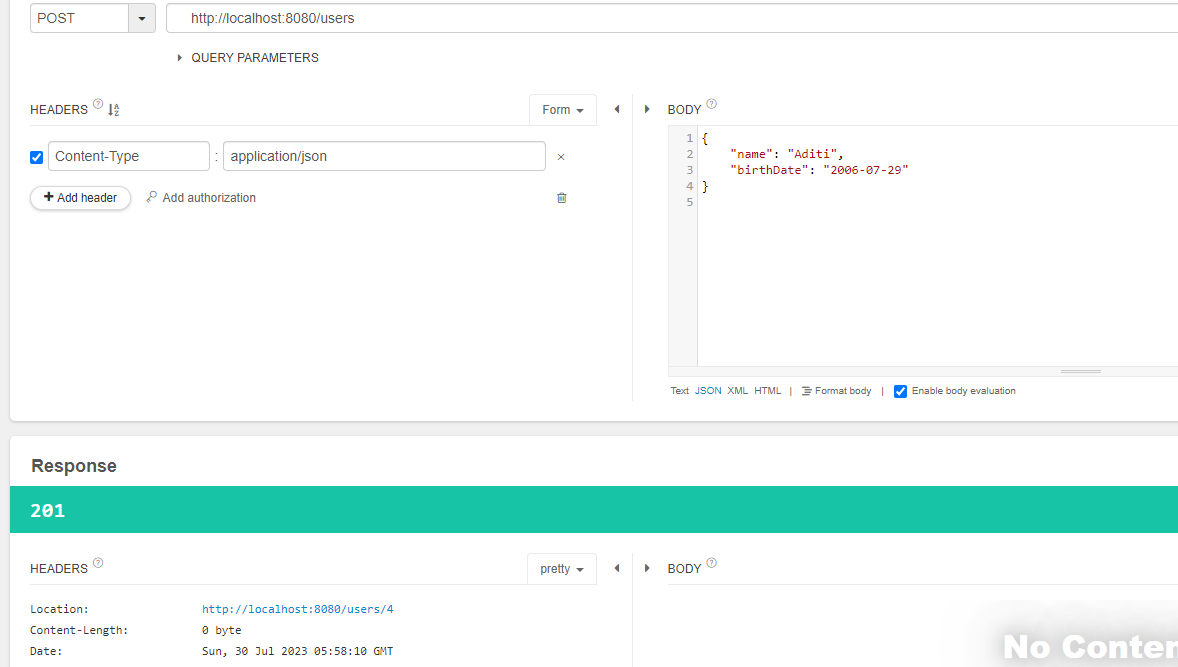 POST
http://localhost:8080/users
QUERY PARAMETERS
HEADERS ? A Z
Form
BODY ?
Content-Type : application/json ×
+ Add header
Add authorization
1 {
2 "name": "Aditi",
3 "birthDate": "2006-07-29"
4 }
5
Text JSON XML HTML | Format body | Enable body evaluation
Response
201
HEADERS ?
pretty
BODY ?
Location: http://localhost:8080/users/4
Content-Length: 0 byte
Date: Sun, 30 Jul 2023 05:58:10 GMT
No Conten